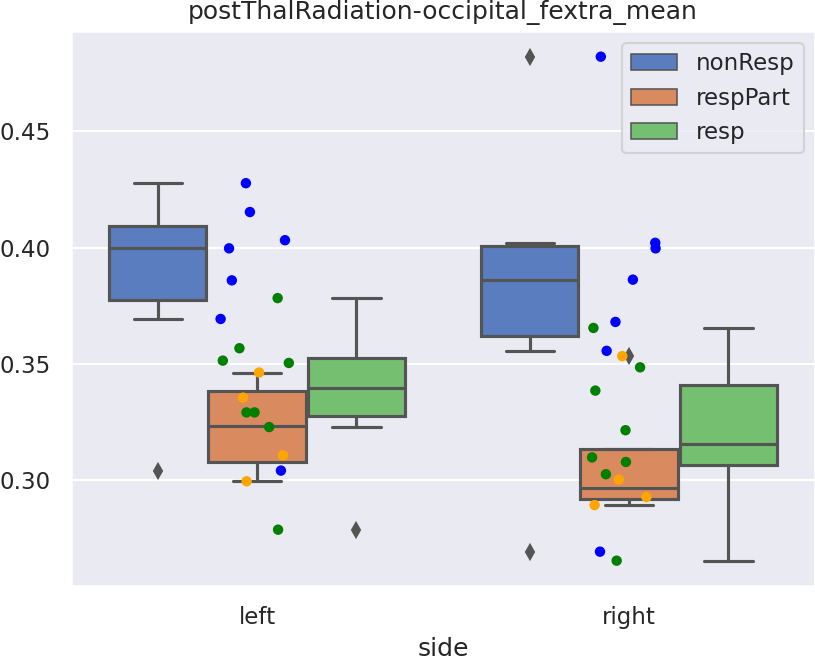 postThalRadiation-occipital_fextra_mean
nonResp
respPart
resp
0.45
0.40
0.35
0.30
left
right
side